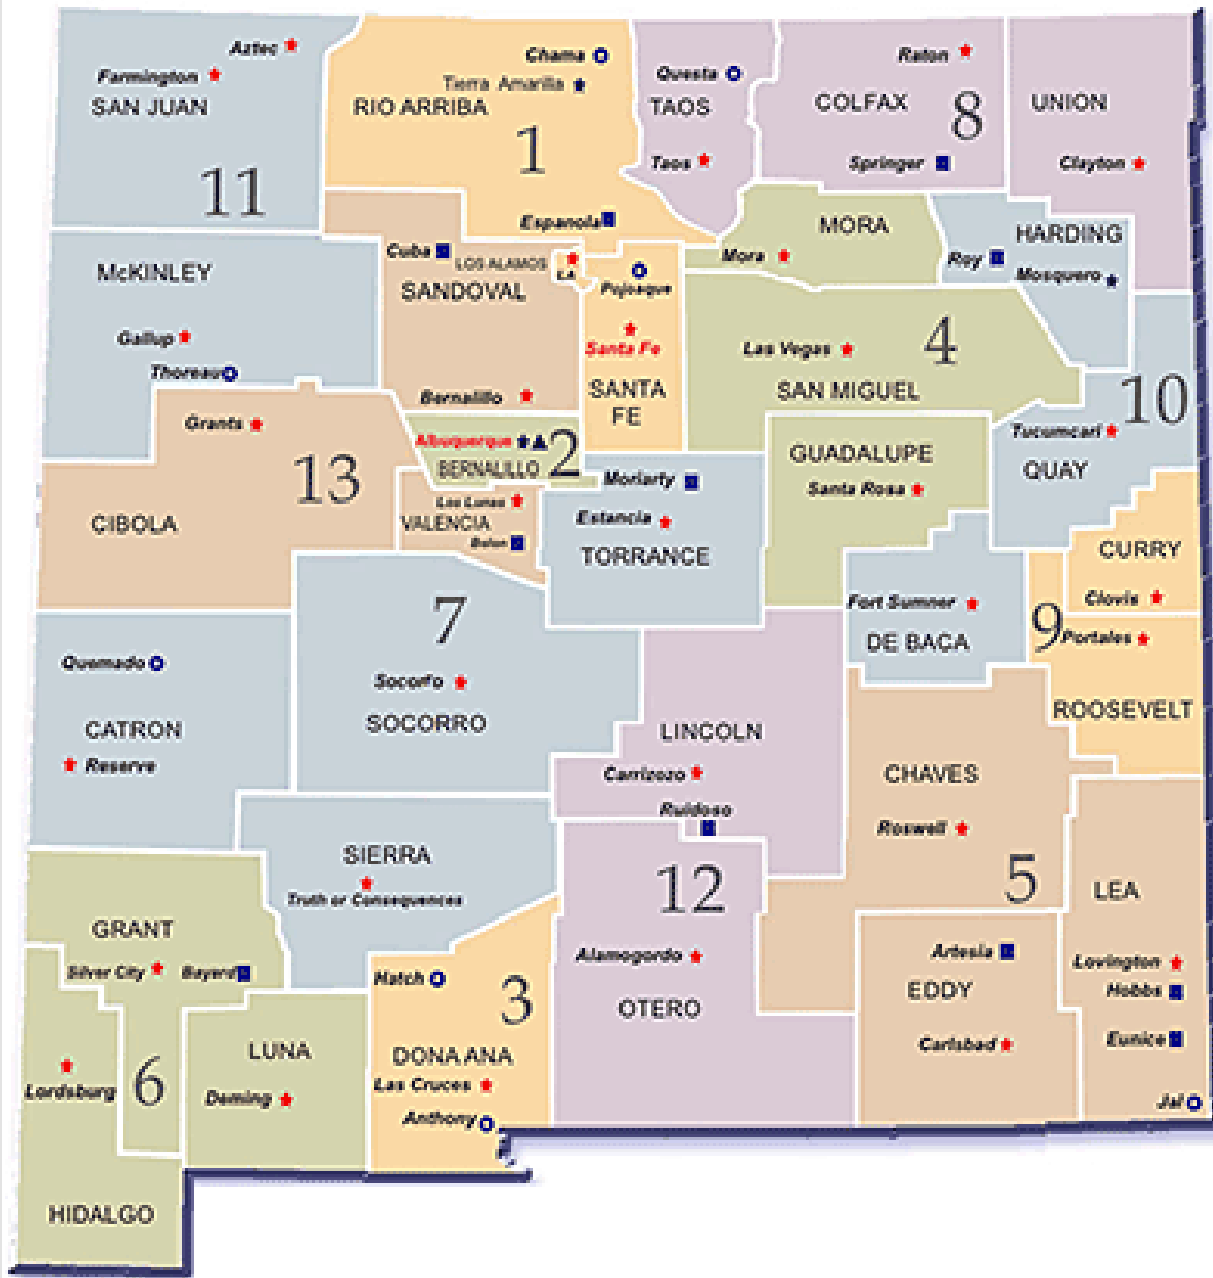 Aztec
Farmington
SAN JUAN
11
Chama
Tierra Amarilla
RIO ARRIBA
1
Espanola
Questa
TAOS
Taos
Raton
COLFAX
8
Springer
UNION
Clayton
McKINLEY
Gallup
Thoreau
Cuba
LOS ALAMOS
LA
SANDOVAL
Bernalillo
Pojoaque
Santa Fe
SANTA
FE
MORA
Mora
HARDING
Roy
Mosquero
Las Vegas
4
SAN MIGUEL
10
Tucumcari
QUAY
Grants
13
CIBOLA
Albuquerque
2
BERNALILLO
Los Lunas
VALENCIA
Belen
Moriarty
Estancia
TORRANCE
GUADALUPE
Santa Rosa
CURRY
Clovis
9
Portales
ROOSEVELT
Fort Sumner
DE BACA
7
Socorro
SOCORRO
Quemado
CATRON
Reserve
LINCOLN
Carrizozo
Ruidoso
CHAVES
Roswell
5
SIERRA
Truth or Consequences
12
Alamogordo
OTERO
LEA
Lovington
Hobbs
Eunice
Jal
Artesia
EDDY
Carlsbad
GRANT
Silver City
Bayard
Hatch
3
DONA ANA
Las Cruces
Anthony
LUNA
Deming
6
Lordsburg
HIDALGO